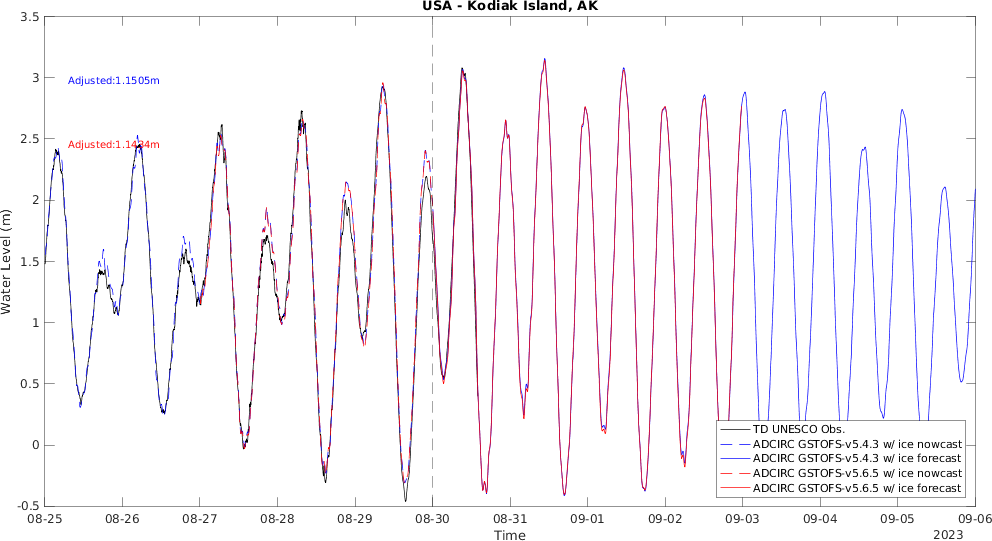 USA - Kodiak Island, AK
Water Level (m)
3.5
3
2.5
2
1.5
1
0.5
0
-0.5
Adjusted:1.1505m
Adjusted:1.1434m
TD UNESCO Obs.
ADCIRC GSTOFS-v5.4.3 w/ ice nowcast
ADCIRC GSTOFS-v5.4.3 w/ ice forecast
ADCIRC GSTOFS-v5.6.5 w/ ice nowcast
ADCIRC GSTOFS-v5.6.5 w/ ice forecast
08-25 08-26 08-27 08-28 08-29 08-30 08-31 09-01 09-02 09-03 09-04 09-05 09-06
Time
2023